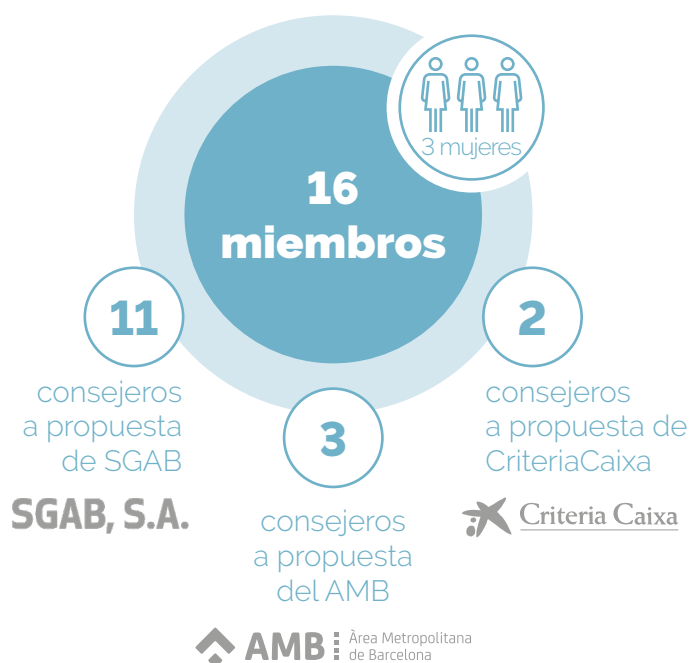 3 mujeres
16
miembros
11
consejeros
a propuesta
de SGAB
SGAB, S.A.
3
consejeros
a propuesta
del AMB
AMB Àrea Metropolitana
de Barcelona
2
consejeros
a propuesta de
CriteriaCaixa
Criteria Caixa